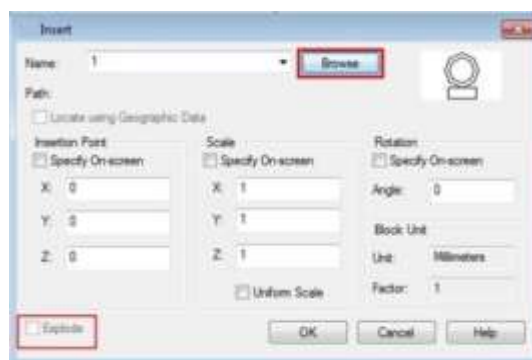 Insert
Name: 1 Browse
Path:
Locate using Geographic Data
Insertion Point Scale Rotation
Specify On-screen Specify On-screen Specify On-screen
X: 0 X: 1 Angle: 0
Y: 0 Y: 1 Block Unit
Z: 0 Z: 1 Unit: Millimeters
Uniform Scale Factor: 1
Explode OK Cancel Help